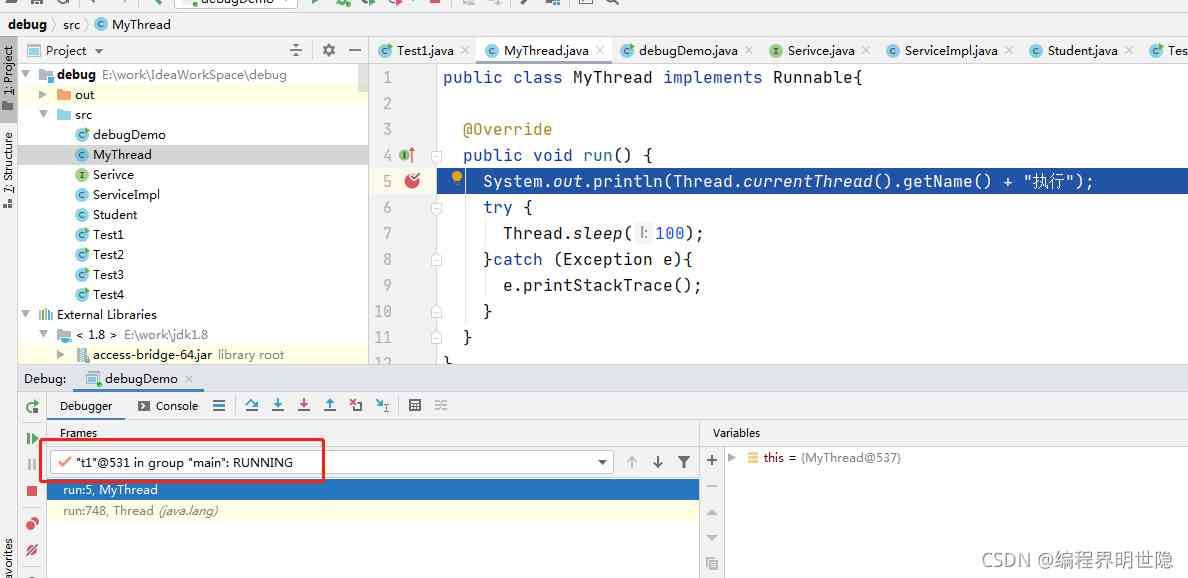 debugDemo
debug src MyThread
1: Project
7: Structure
avorites
Project
debug E:\work\IdeaWorkSpace\debug
out
src
debugDemo
MyThread
Serivce
ServiceImpl
Student
Test1
Test2
Test3
Test4
External Libraries
< 1.8 > E:\work\jdk1.8
access-bridge-64.jar library root
Test1.java MyThread.java debugDemo.java Serivce.java ServiceImpl.java Student.java Tes
1 public class MyThread implements Runnable{
2
3 @Override
4 public void run() {
5 System.out.println(Thread.currentThread().getName() + "执行");
6 try {
7 Thread.sleep( l: 100);
8 }catch (Exception e){
9 e.printStackTrace();
10 }
11 }
12 }
Debug: debugDemo
Debugger Console
Frames
"t1"@531 in group "main": RUNNING
run:5, MyThread
run:748, Thread (java.lang)
Variables
this = {MyThread@537}
CSDN @编程界明世隐